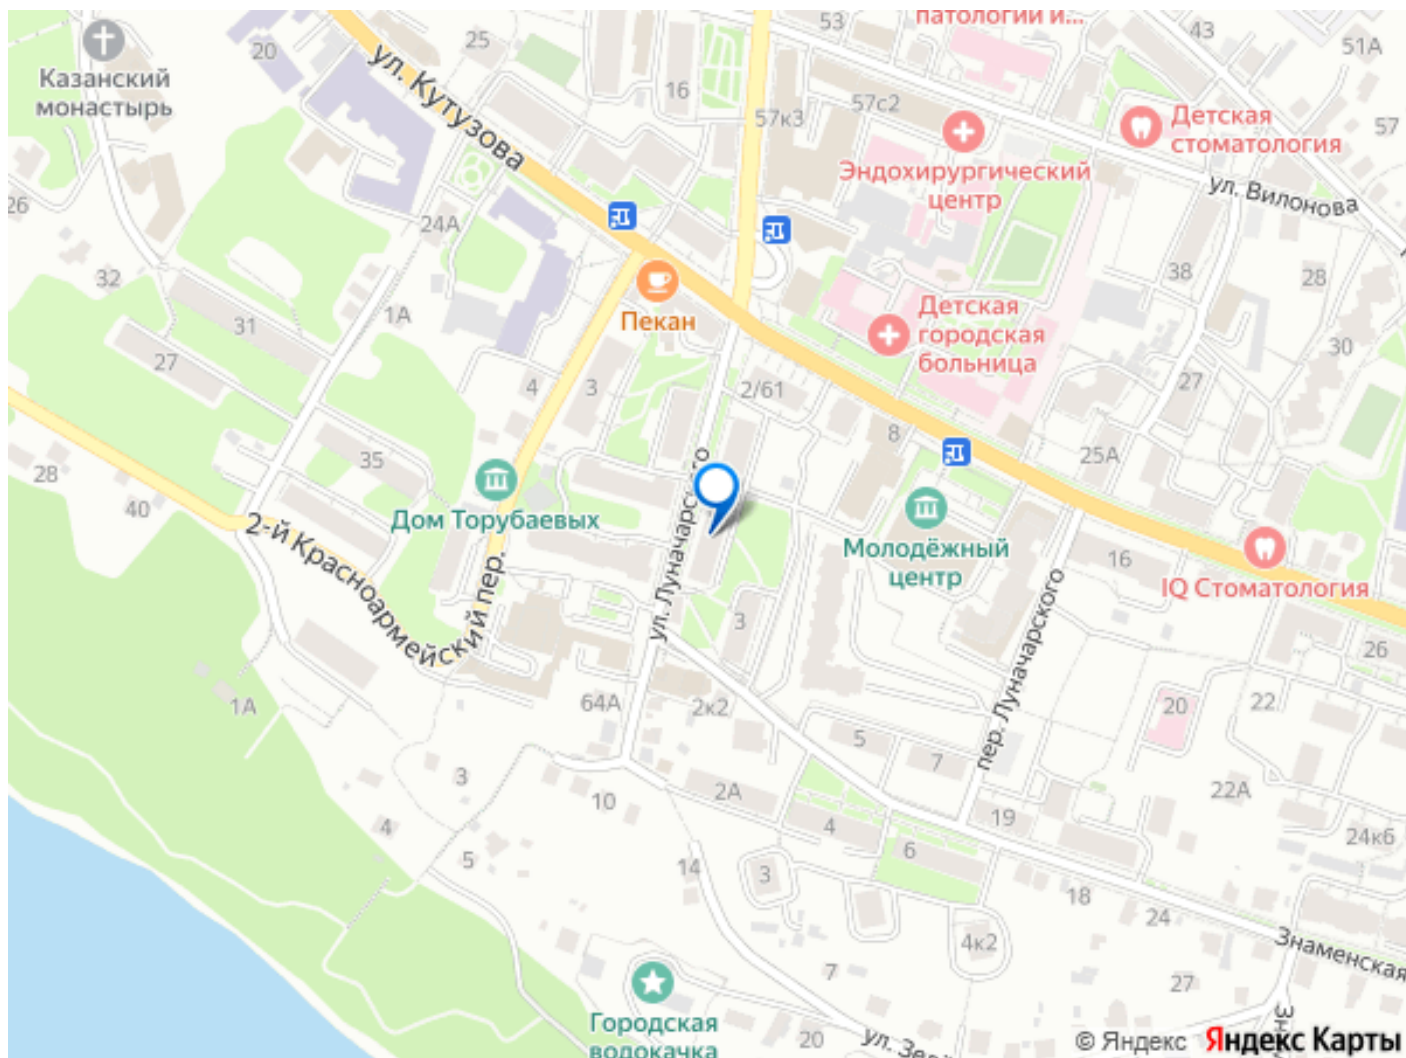 53
патологии и...
43
51А
Казанский
монастырь
20
25
ул. Кутузова
16
57к3
57с2
Детская
стоматология
57
Эндохирургический
центр
ул. Вилонова
26
24А
32
38
28
1А
31
27
Пекан
Детская
городская
больница
30
4
3
2/61
27
8
28
35
25А
40
Дом Торубаевых
2-й Красноармейский пер.
ул. Луначарского
Молодёжный
центр
16
IQ Стоматология
пер. Луначарского
3
26
1А
64А
2к2
20
22
5
7
3
10
2А
22А
4
4
19
24к6
5
6
14
3
18
24
4к2
Знаменская
7
27
Городская
водокачка
20
© Яндекс
Яндекс Карты